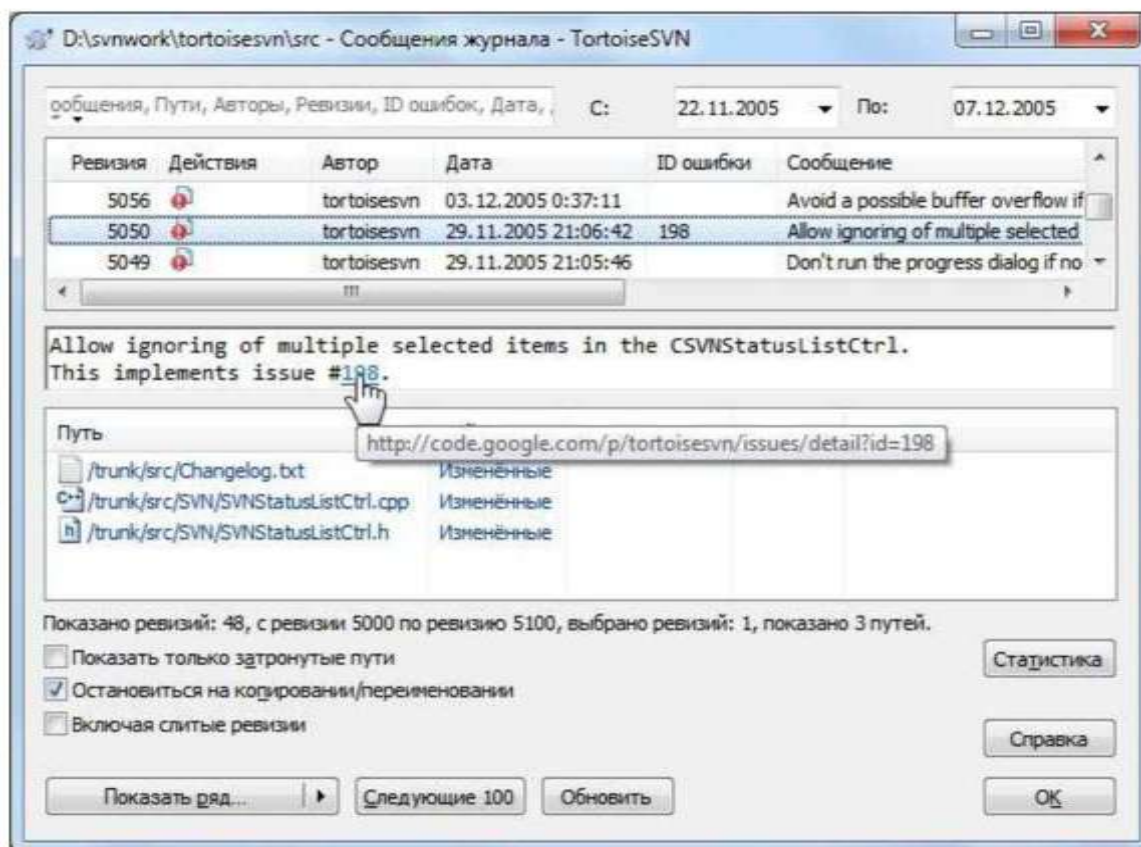 D:\svnwork\tortoisesvn\src - Сообщения журнала - TortoiseSVN
ообщения, Пути, Авторы, Ревизии, ID ошибок, Дата, С: 22.11.2005 По: 07.12.2005
Ревизия Действия Автор Дата ID ошибки Сообщение
5056 tortoisesvn 03.12.2005 0:37:11 Avoid a possible buffer overflow if
5050 tortoisesvn 29.11.2005 21:06:42 198 Allow ignoring of multiple selected
5049 tortoisesvn 29.11.2005 21:05:46 Don't run the progress dialog if no
Allow ignoring of multiple selected items in the CSVNStatusListCtrl.
This implements issue #198.
Путь
http://code.google.com/p/tortoisesvn/issues/detail?id=198
/trunk/src/Changelog.txt Изменённые
/trunk/src/SVN/SVNStatusListCtrl.cpp Изменённые
/trunk/src/SVN/SVNStatusListCtrl.h Изменённые
Показано ревизий: 48, с ревизии 5000 по ревизию 5100, выбрано ревизий: 1, показано 3 путей.
Показать только затронутые пути
Статистика
Остановиться на копировании/переименовании
Включая слитые ревизии
Справка
Показать ряд... Следующие 100 Обновить OK